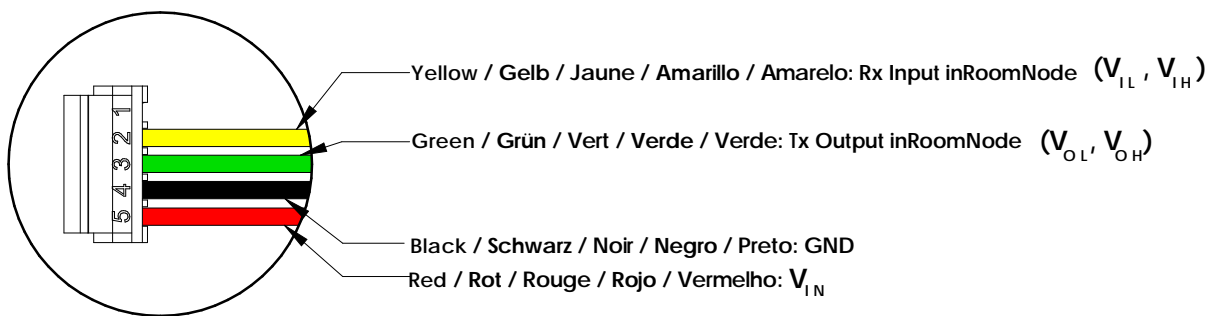 Yellow / Gelb / Jaune / Amarillo / Amarelo: Rx Input inRoomNode (VIL , VIH)
1
2
Green / Grün / Vert / Verde / Verde: Tx Output inRoomNode (VOL, VOH)
3
4
5
Black / Schwarz / Noir / Negro / Preto: GND
Red / Rot / Rouge / Rojo / Vermelho: VIN